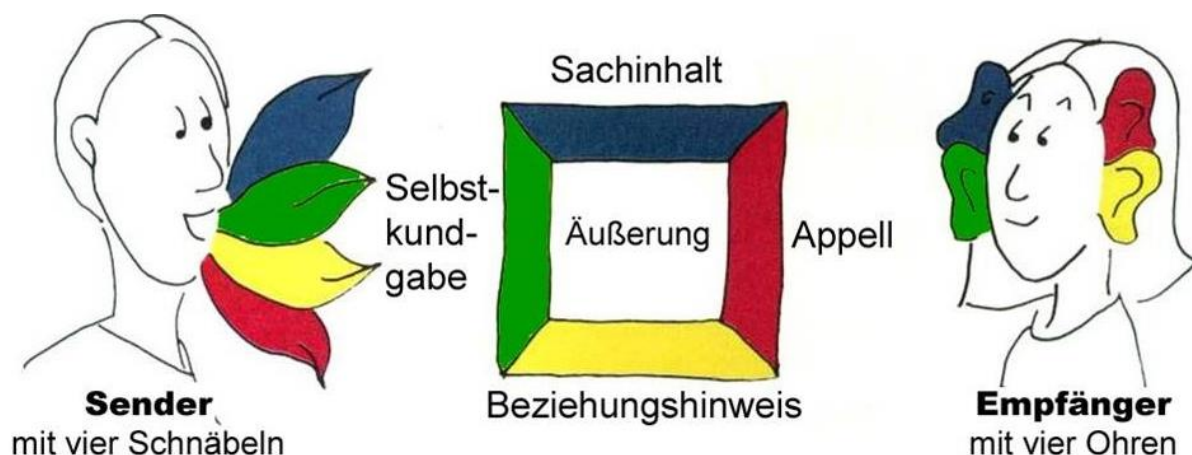 Sachinhalt
Selbst-
kund-
gabe
Äußerung
Appell
Beziehungshinweis
Sender
mit vier Schnäbeln
Empfänger
mit vier Ohren